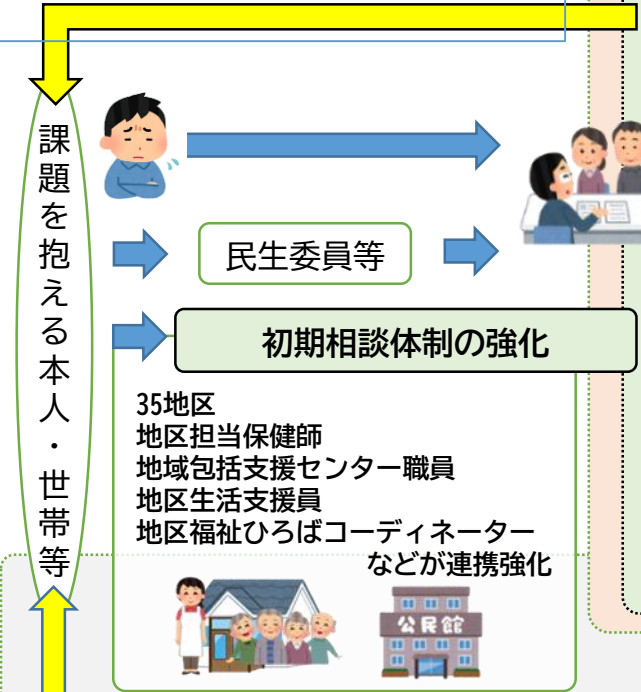 課題を抱える本人・世帯等
民生委員等
初期相談体制の強化
35地区
地区担当保健師
地域包括支援センター職員
地区生活支援員
地区福祉ひろばコーディネーター
などが連携強化
公民館